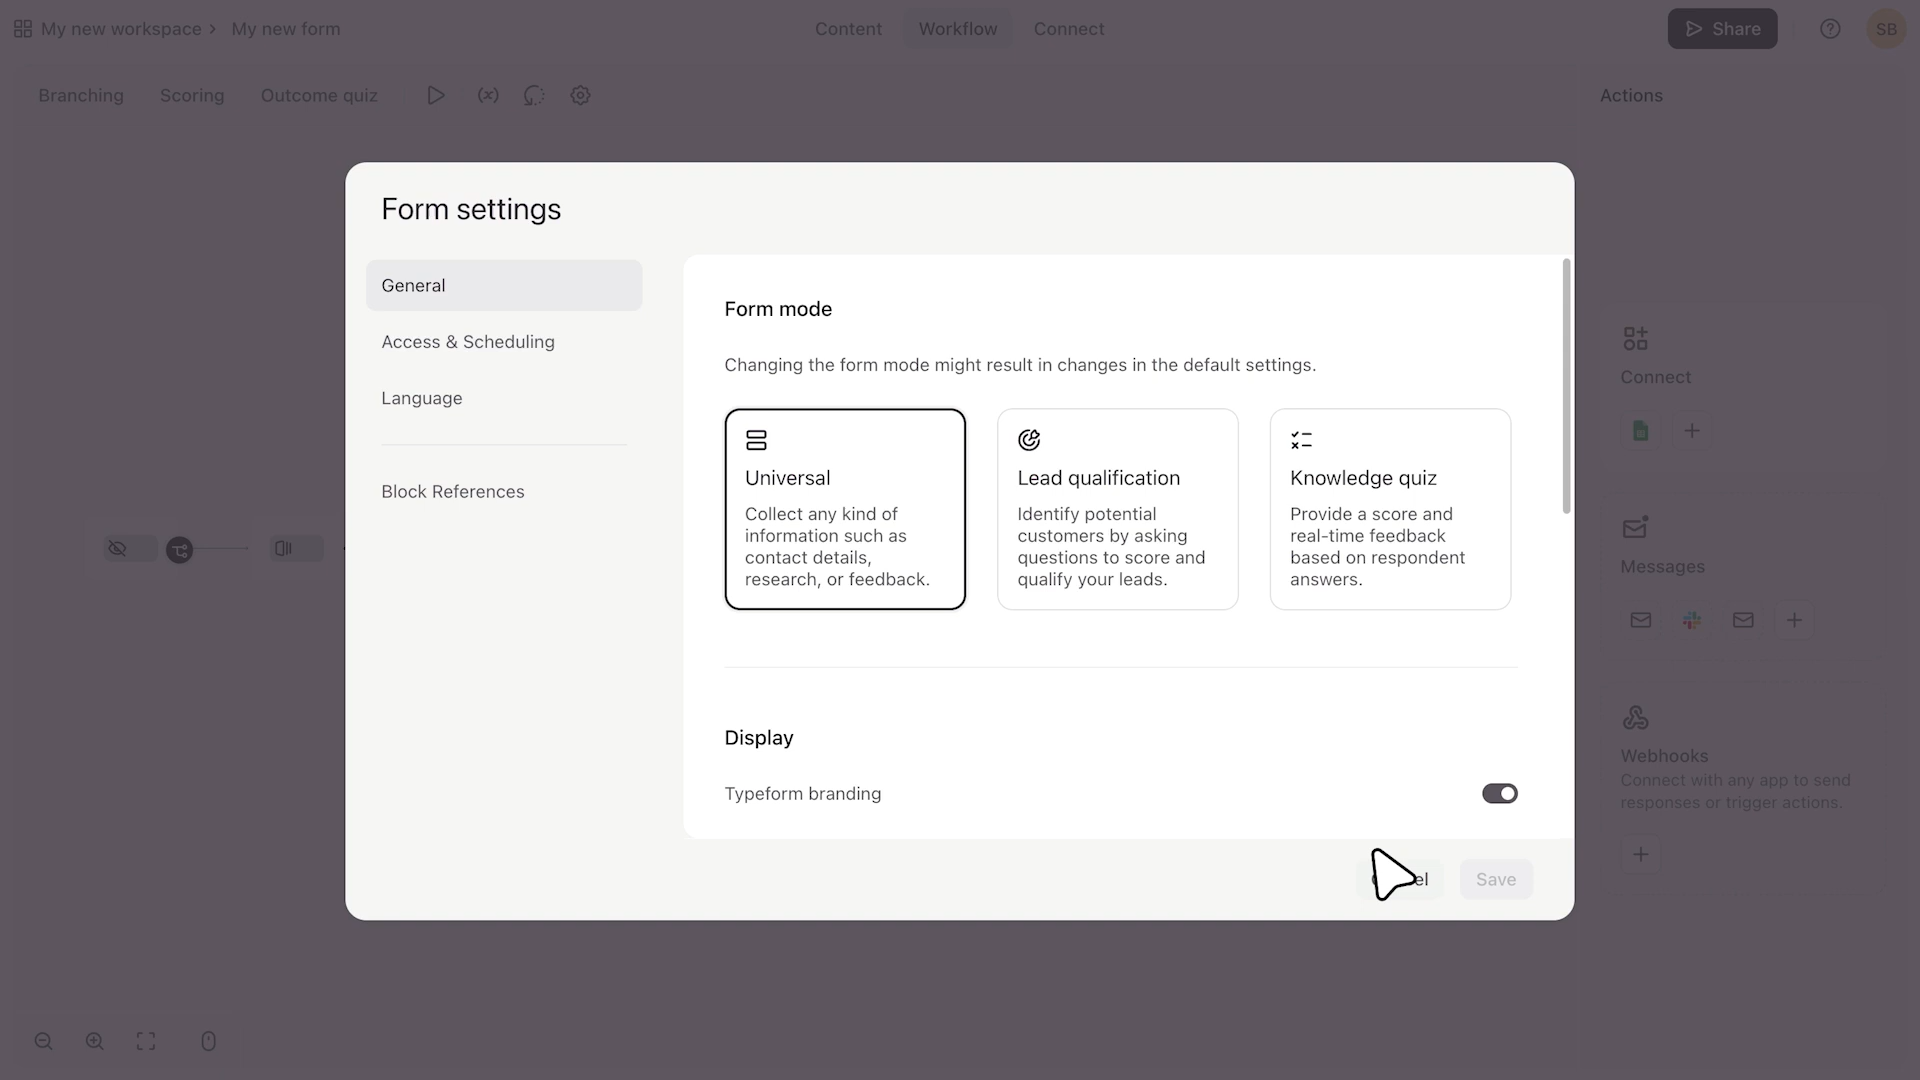 My new workspace
My new form
Content
Workflow
Connect
Share
SB
Branching
Scoring
Outcome quiz
Actions
Form settings
General
Access & Scheduling
Language
Block References
Form mode
Changing the form mode might result in changes in the default settings.
Universal
Collect any kind of
information such as
contact details,
research, or feedback.
Lead qualification
Identify potential
customers by asking
questions to score and
qualify your leads.
Knowledge quiz
Provide a score and
real-time feedback
based on respondent
answers.
Display
Typeform branding
Save
Connect
Messages
Webhooks
Connect with any app to send
responses or trigger actions.